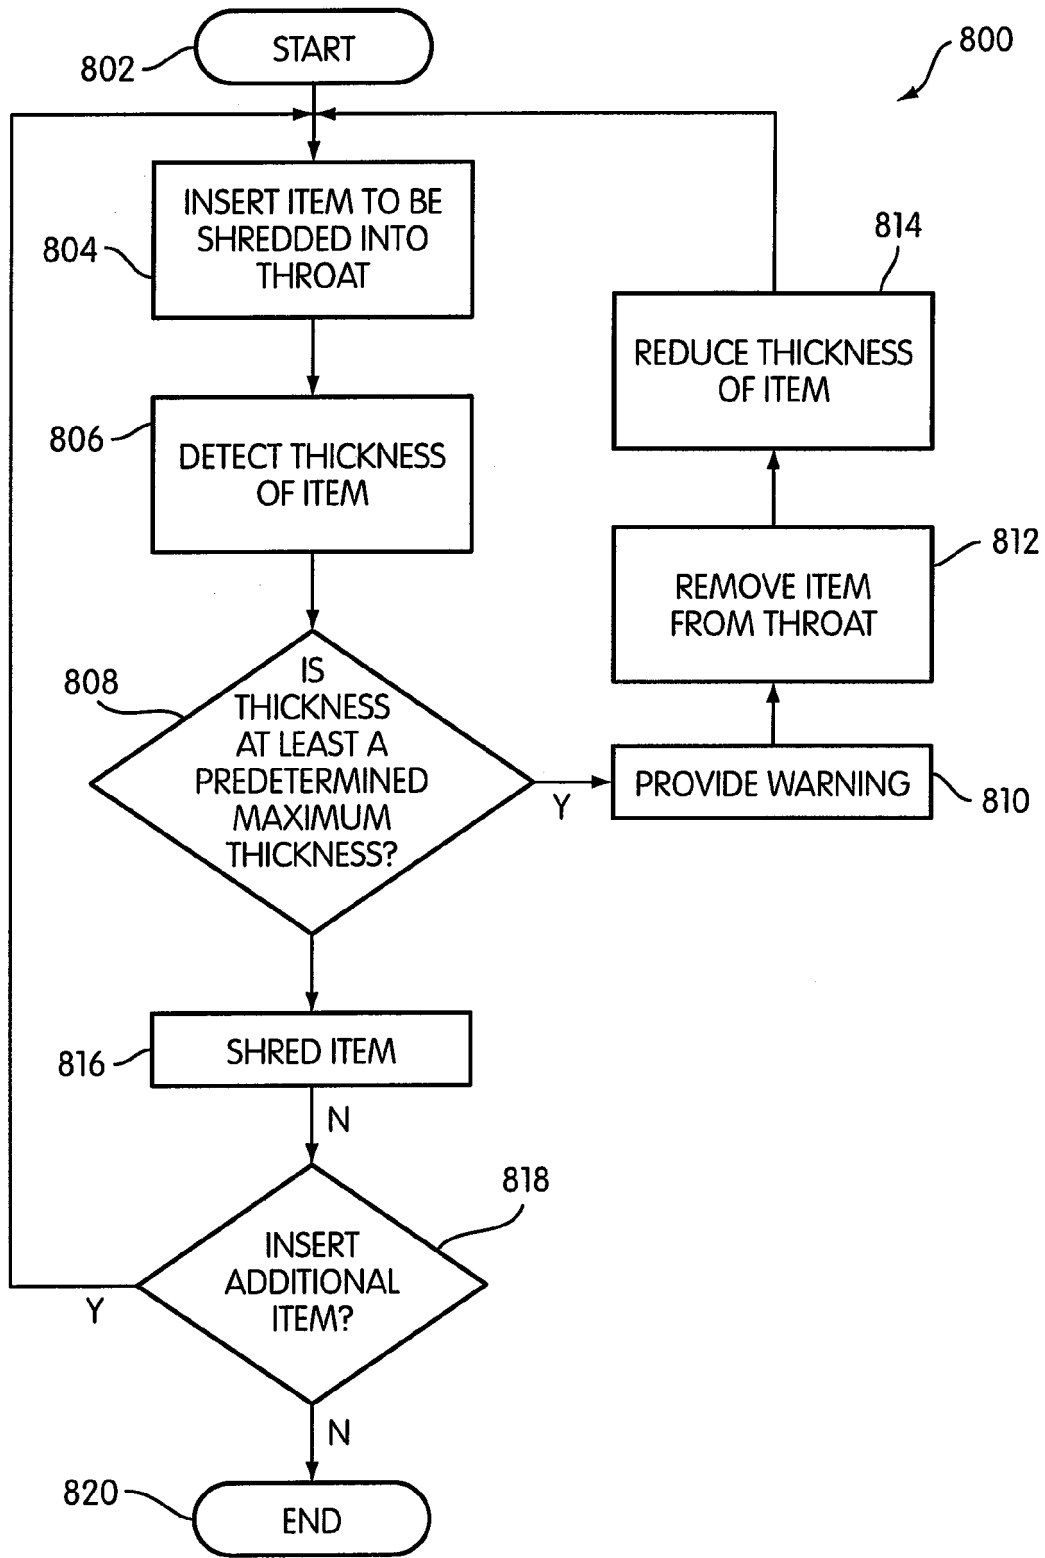 800
802
START
804
INSERT ITEM TO BE
SHREDDED INTO
THROAT
806
DETECT THICKNESS
OF ITEM
808
IS
THICKNESS
AT LEAST A
PREDETERMINED
MAXIMUM
THICKNESS?
Y
PROVIDE WARNING
810
REMOVE ITEM
FROM THROAT
812
814
REDUCE THICKNESS
OF ITEM
816
SHRED ITEM
N
818
INSERT
ADDITIONAL
ITEM?
Y
N
820
END